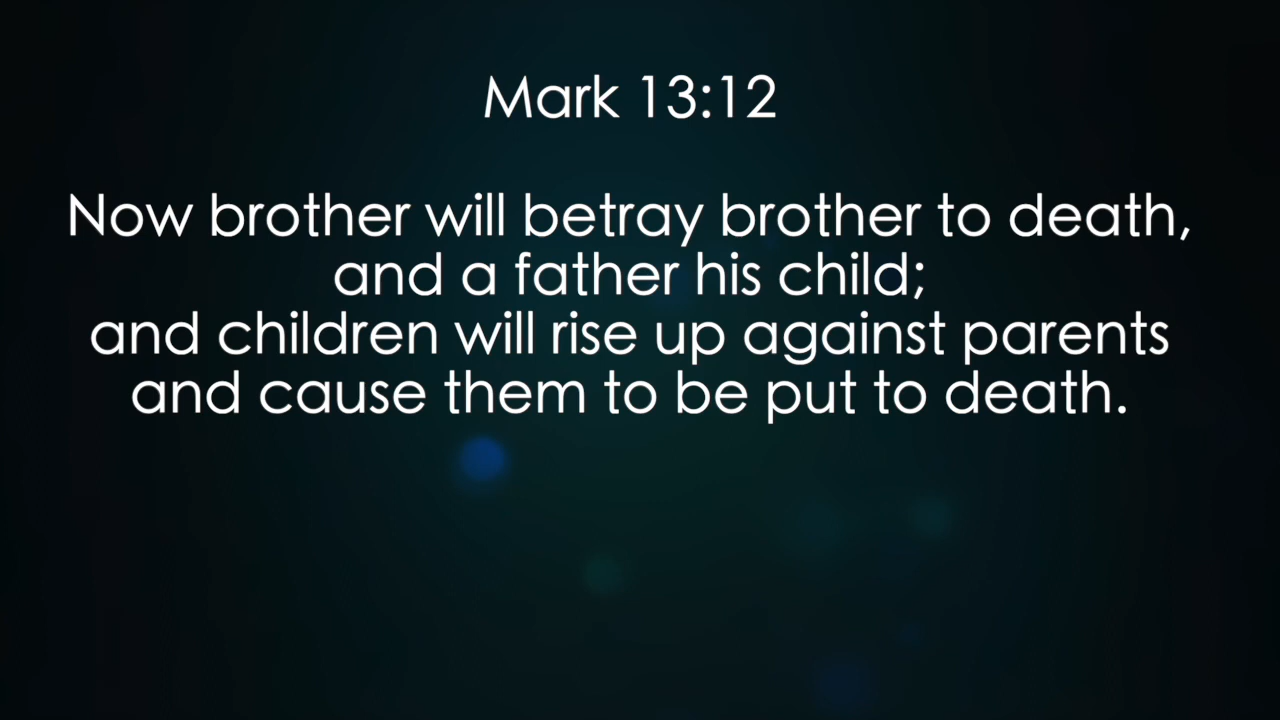 Mark 13:12
Now brother will betray brother to death,
and a father his child;
and children will rise up against parents
and cause them to be put to death.